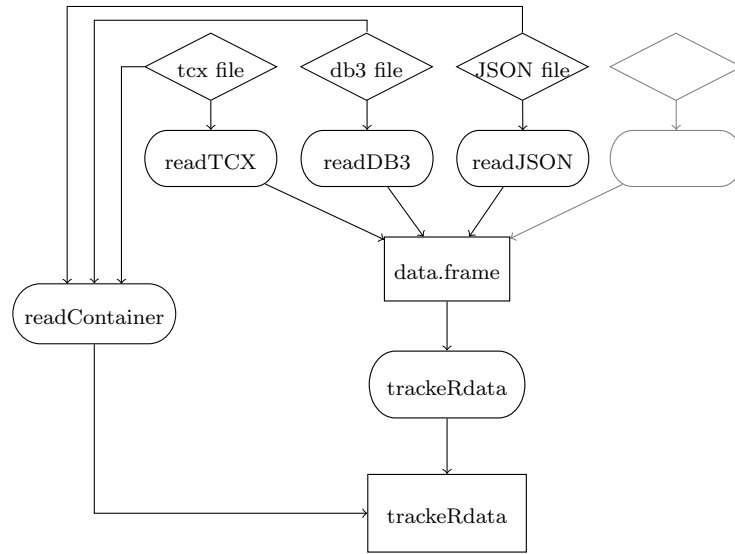 tcx file
db3 file
JSON file
readTCX
readDB3
readJSON
data.frame
readContainer
trackeRdata
trackeRdata